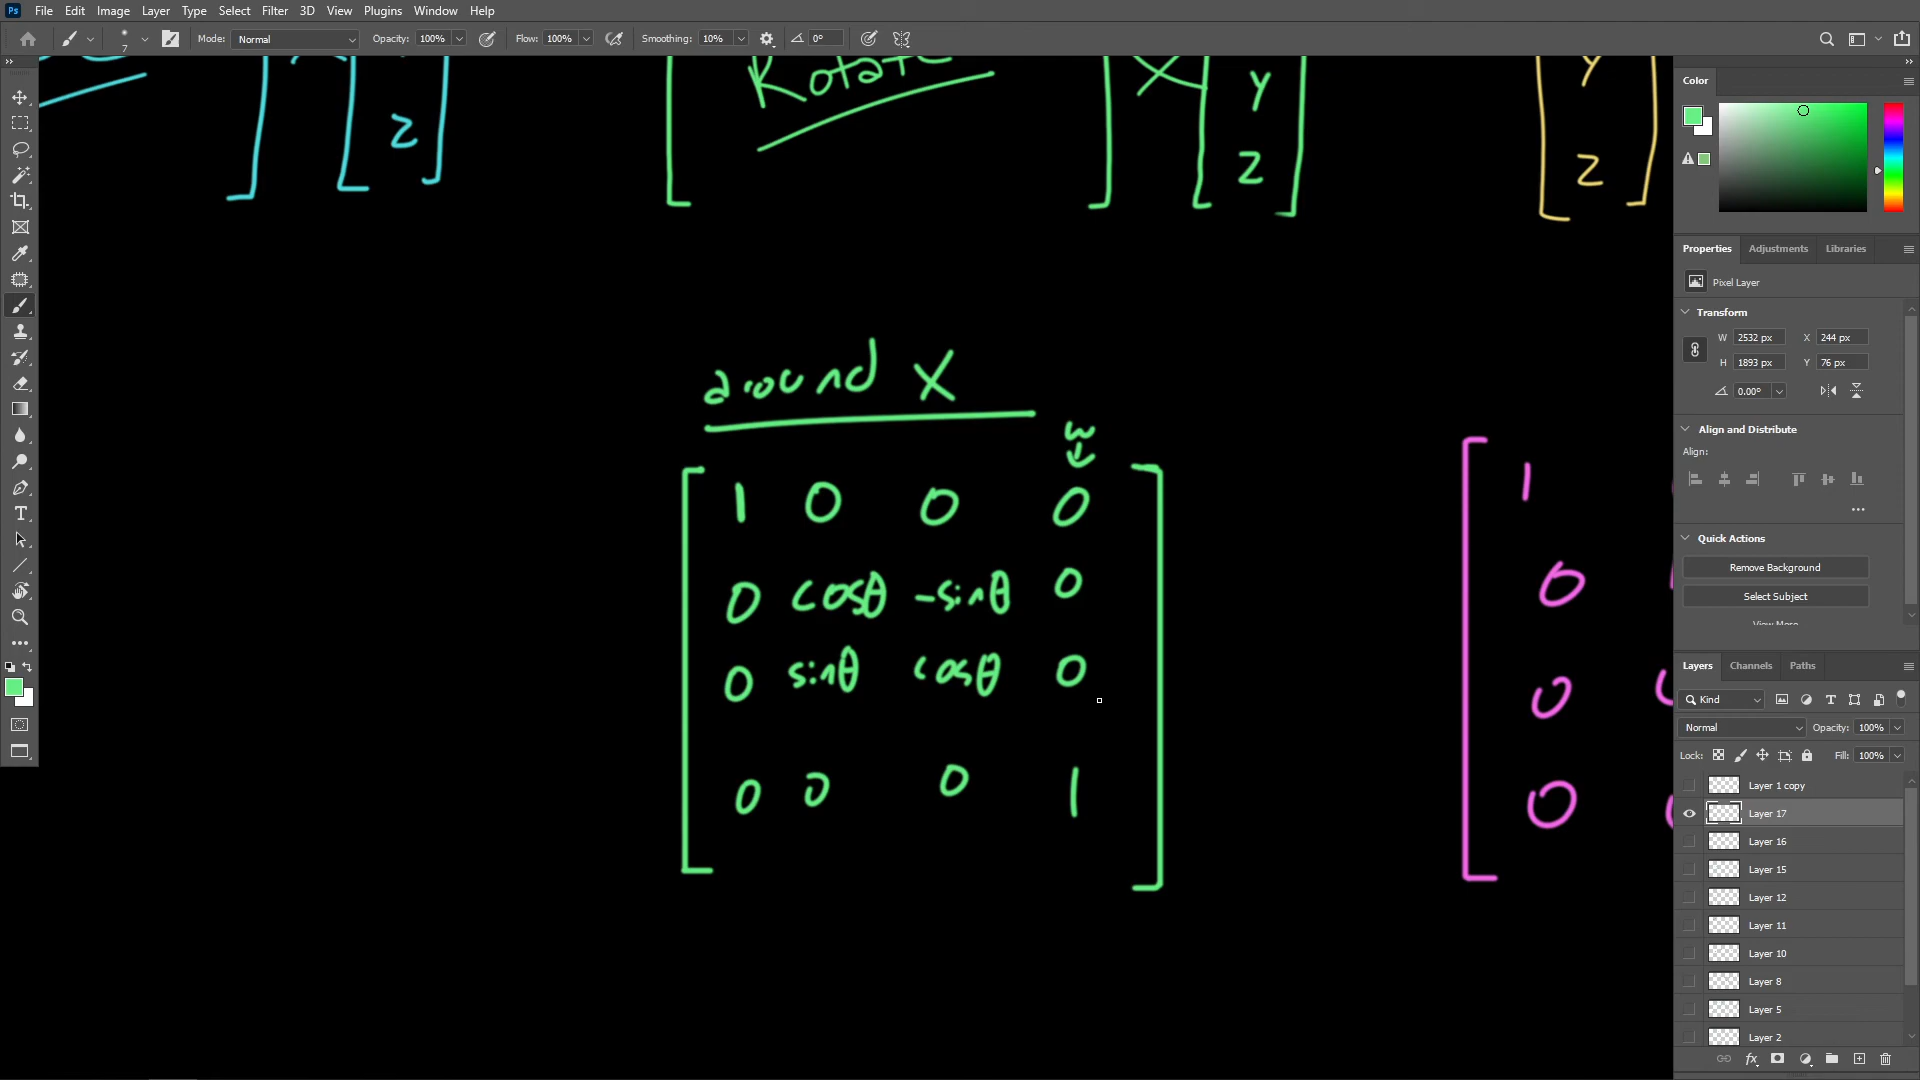 Ps File Edit Image Layer Type Select Filter 3D View Plugins Window Help
7 Mode: Normal Opacity: 100% Flow: 100% Smoothing: 10% 0°
Rotate X y
z
z
y
z
around X
w
1 0 0 0
0 cosθ -sinθ 0
0 sinθ cosθ 0
0 0 0 1
1
0
0
0
Color
Properties Adjustments Libraries
Pixel Layer
Transform
W 2532 px X 244 px
H 1893 px Y 76 px
0.00°
Align and Distribute
Align:
Quick Actions
Remove Background
Select Subject
View More
Layers Channels Paths
Kind
Normal Opacity: 100%
Lock: Fill: 100%
Layer 1 copy
Layer 17
Layer 16
Layer 15
Layer 12
Layer 11
Layer 10
Layer 8
Layer 5
Layer 2
fx